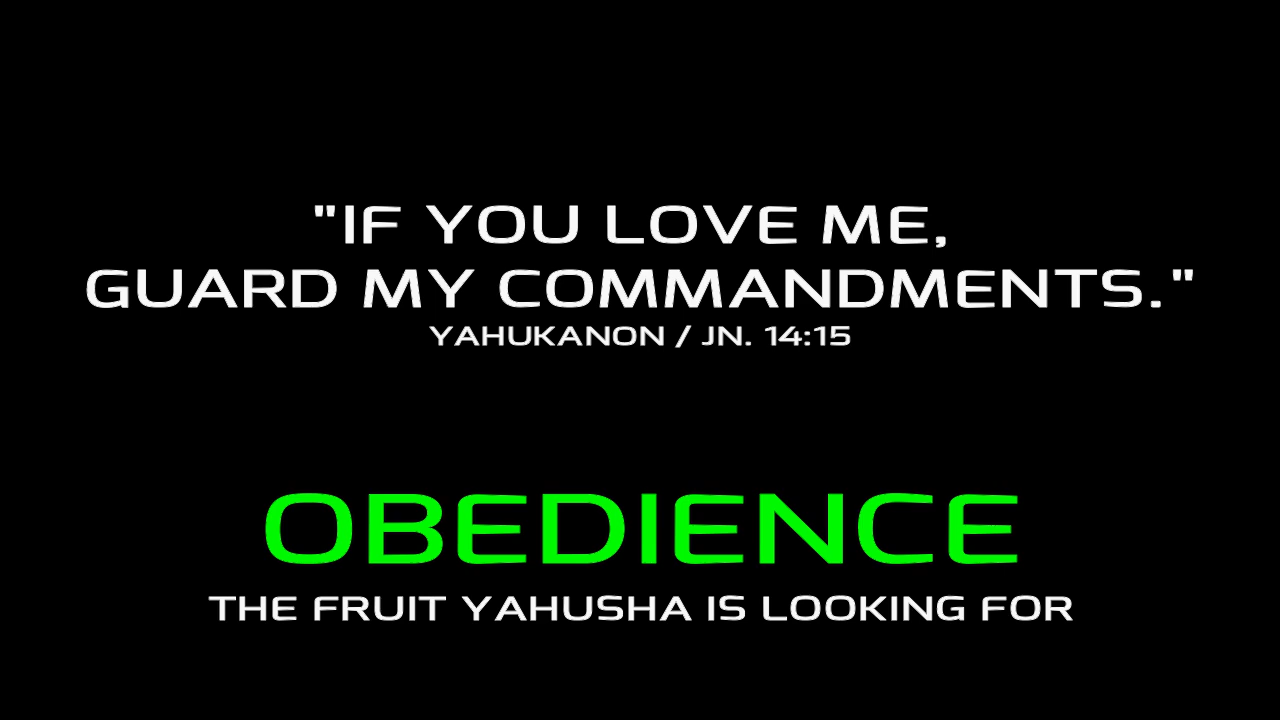 "IF YOU LOVE ME,
GUARD MY COMMANDMENTS."
YAHUKANON / JN. 14:15
OBEDIENCE
THE FRUIT YAHUSHA IS LOOKING FOR